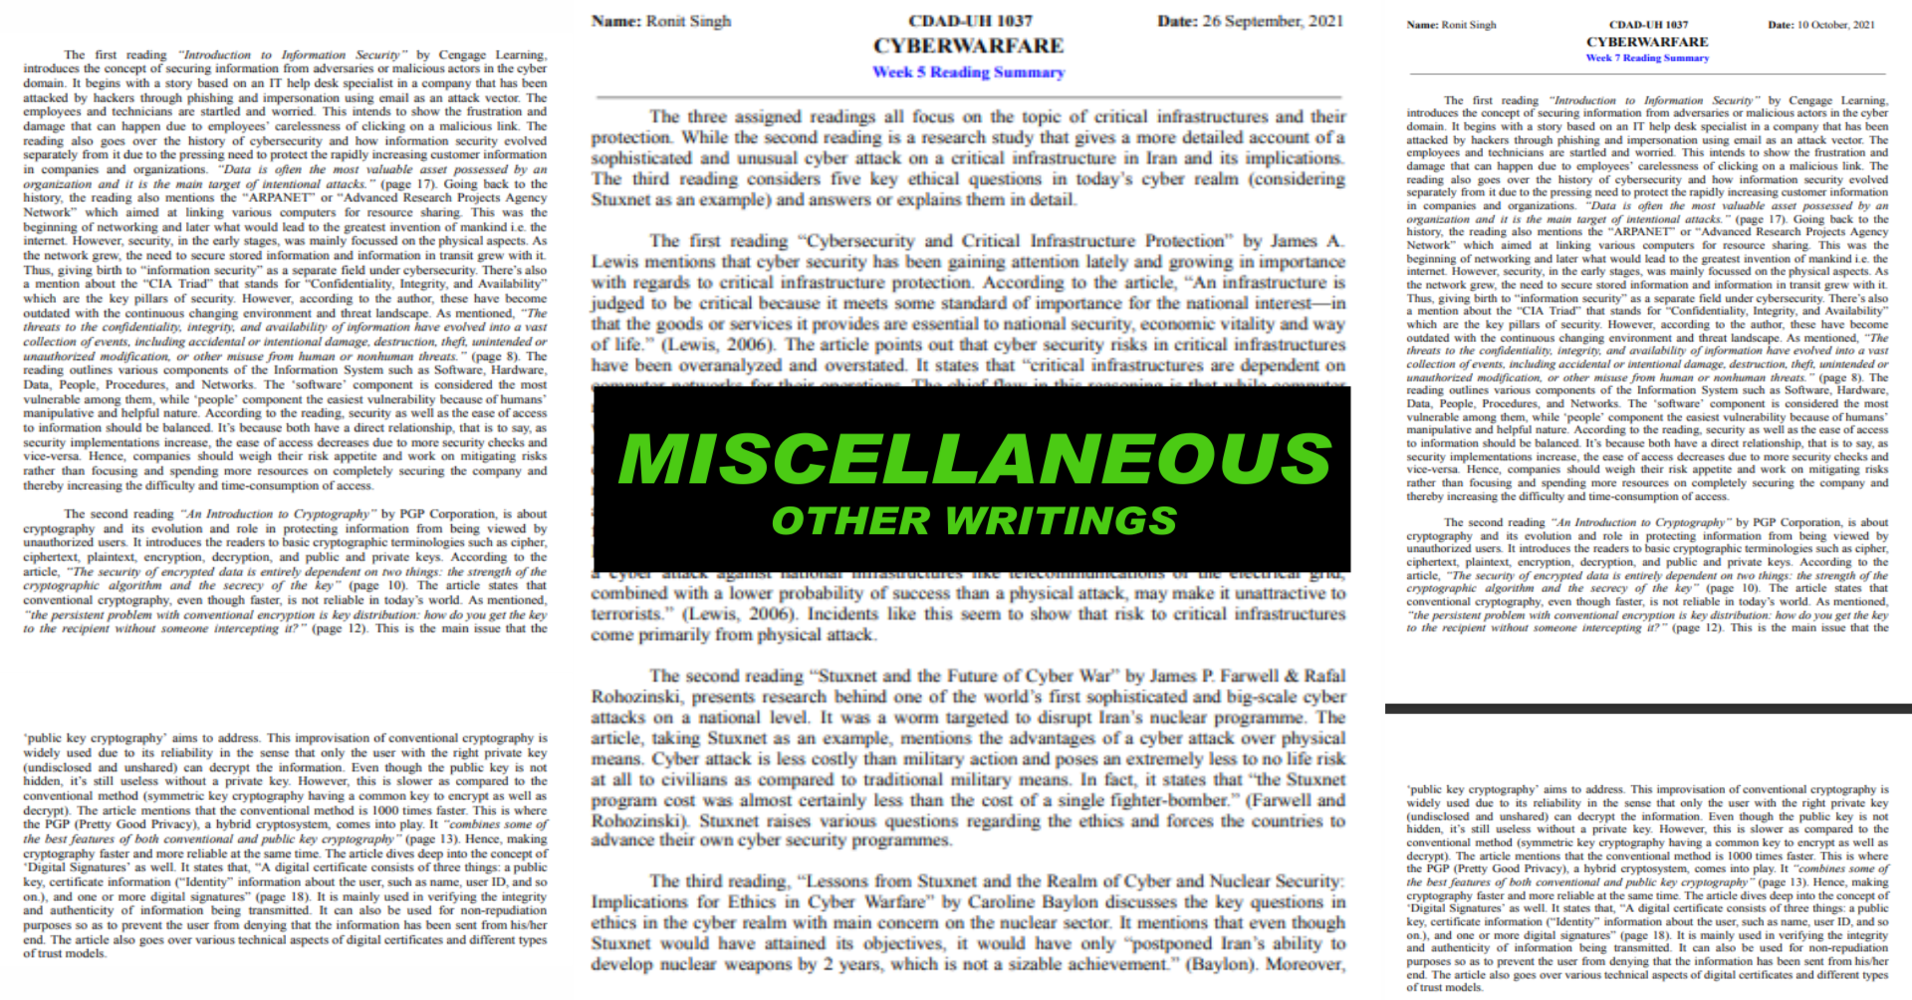 The first reading "Introduction to Information Security" by Cengage Learning,
introduces the concept of securing information from adversaries or malicious actors in the cyber
domain. It begins with a story based on an IT help desk specialist in a company that has been
attacked by hackers through phishing and impersonation using email as an attack vector. The
employees and technicians are startled and worried. This intends to show the frustration and
damage that can happen due to employees' carelessness of clicking on a malicious link. The
reading also goes over the history of cybersecurity and how information security evolved
separately from it due to the pressing need to protect the rapidly increasing customer information
in companies and organizations. "Data is often the most valuable asset possessed by an
organization and it is the main target of intentional attacks." (page 17). Going back to the
history, the reading also mentions the "ARPANET" or "Advanced Research Projects Agency
Network" which aimed at linking various computers for resource sharing. This was the
beginning of networking and later what would lead to the greatest invention of mankind i.e. the
internet. However, security, in the early stages, was mainly focussed on the physical aspects. As
the network grew, the need to secure stored information and information in transit grew with it.
Thus, giving birth to "information security" as a separate field under cybersecurity. There's also
a mention about the "CIA Triad" that stands for "Confidentiality, Integrity, and Availability"
which are the key pillars of security. However, according to the author, these have become
outdated with the continuous changing environment and threat landscape. As mentioned, "The
threats to the confidentiality, integrity, and availability of information have evolved into a vast
collection of events, including accidental or intentional damage, destruction, theft, unintended or
unauthorized modification, or other misuse from human or nonhuman threats." (page 8). The
reading outlines various components of the Information System such as Software, Hardware,
Data, People, Procedures, and Networks. The 'software' component is considered the most
vulnerable among them, while 'people' component the easiest vulnerability because of humans'
manipulative and helpful nature. According to the reading, security as well as the ease of access
to information should be balanced. It's because both have a direct relationship, that is to say, as
security implementations increase, the ease of access decreases due to more security checks and
vice-versa. Hence, companies should weigh their risk appetite and work on mitigating risks
rather than focusing and spending more resources on completely securing the company and
thereby increasing the difficulty and time-consumption of access.
The second reading "An Introduction to Cryptography" by PGP Corporation, is about
cryptography and its evolution and role in protecting information from being viewed by
unauthorized users. It introduces the readers to basic cryptographic terminologies such as cipher,
ciphertext, plaintext, encryption, decryption, and public and private keys. According to the
article, "The security of encrypted data is entirely dependent on two things: the strength of the
cryptographic algorithm and the secrecy of the key" (page 10). The article states that
conventional cryptography, even though faster, is not reliable in today's world. As mentioned,
"the persistent problem with conventional encryption is key distribution: how do you get the key
to the recipient without someone intercepting it?" (page 12). This is the main issue that the
'public key cryptography' aims to address. This improvisation of conventional cryptography is
widely used due to its reliability in the sense that only the user with the right private key
(undisclosed and unshared) can decrypt the information. Even though the public key is not
hidden, it's still useless without a private key. However, this is slower as compared to the
conventional method (symmetric key cryptography having a common key to encrypt as well as
decrypt). The article mentions that the conventional method is 1000 times faster. This is where
the PGP (Pretty Good Privacy), a hybrid cryptosystem, comes into play. It "combines some of
the best features of both conventional and public key cryptography" (page 13). Hence, making
cryptography faster and more reliable at the same time. The article dives deep into the concept of
'Digital Signatures' as well. It states that, "A digital certificate consists of three things: a public
key, certificate information ("Identity" information about the user, such as name, user ID, and so
on.), and one or more digital signatures" (page 18). It is mainly used in verifying the integrity
and authenticity of information being transmitted. It can also be used for non-repudiation
purposes so as to prevent the user from denying that the information has been sent from his/her
end. The article also goes over various technical aspects of digital certificates and different types
of trust models.
Name: Ronit Singh CDAD-UH 1037 Date: 26 September, 2021
CYBERWARFARE
Week 5 Reading Summary
The three assigned readings all focus on the topic of critical infrastructures and their
protection. While the second reading is a research study that gives a more detailed account of a
sophisticated and unusual cyber attack on a critical infrastructure in Iran and its implications.
The third reading considers five key ethical questions in today's cyber realm (considering
Stuxnet as an example) and answers or explains them in detail.
The first reading "Cybersecurity and Critical Infrastructure Protection" by James A.
Lewis mentions that cyber security has been gaining attention lately and growing in importance
with regards to critical infrastructure protection. According to the article, "An infrastructure is
judged to be critical because it meets some standard of importance for the national interest—in
that the goods or services it provides are essential to national security, economic vitality and way
of life." (Lewis, 2006). The article points out that cyber security risks in critical infrastructures
have been overanalyzed and overstated. It states that "critical infrastructures are dependent on
computer networks for their operations. The chief flaw in this reasoning is that while computer
MISCELLANEOUS
OTHER WRITINGS
a cyber attack against national infrastructures like telecommunications or the electrical grid,
combined with a lower probability of success than a physical attack, may make it unattractive to
terrorists." (Lewis, 2006). Incidents like this seem to show that risk to critical infrastructures
come primarily from physical attack.
The second reading "Stuxnet and the Future of Cyber War" by James P. Farwell & Rafal
Rohozinski, presents research behind one of the world's first sophisticated and big-scale cyber
attacks on a national level. It was a worm targeted to disrupt Iran's nuclear programme. The
article, taking Stuxnet as an example, mentions the advantages of a cyber attack over physical
means. Cyber attack is less costly than military action and poses an extremely less to no life risk
at all to civilians as compared to traditional military means. In fact, it states that "the Stuxnet
program cost was almost certainly less than the cost of a single fighter-bomber." (Farwell and
Rohozinski). Stuxnet raises various questions regarding the ethics and forces the countries to
advance their own cyber security programmes.
The third reading, "Lessons from Stuxnet and the Realm of Cyber and Nuclear Security:
Implications for Ethics in Cyber Warfare" by Caroline Baylon discusses the key questions in
ethics in the cyber realm with main concern on the nuclear sector. It mentions that even though
Stuxnet would have attained its objectives, it would have only "postponed Iran's ability to
develop nuclear weapons by 2 years, which is not a sizable achievement." (Baylon). Moreover,
Name: Ronit Singh CDAD-UH 1037 Date: 10 October, 2021
CYBERWARFARE
Week 7 Reading Summary
The first reading "Introduction to Information Security" by Cengage Learning,
introduces the concept of securing information from adversaries or malicious actors in the cyber
domain. It begins with a story based on an IT help desk specialist in a company that has been
attacked by hackers through phishing and impersonation using email as an attack vector. The
employees and technicians are startled and worried. This intends to show the frustration and
damage that can happen due to employees' carelessness of clicking on a malicious link. The
reading also goes over the history of cybersecurity and how information security evolved
separately from it due to the pressing need to protect the rapidly increasing customer information
in companies and organizations. "Data is often the most valuable asset possessed by an
organization and it is the main target of intentional attacks." (page 17). Going back to the
history, the reading also mentions the "ARPANET" or "Advanced Research Projects Agency
Network" which aimed at linking various computers for resource sharing. This was the
beginning of networking and later what would lead to the greatest invention of mankind i.e. the
internet. However, security, in the early stages, was mainly focussed on the physical aspects. As
the network grew, the need to secure stored information and information in transit grew with it.
Thus, giving birth to "information security" as a separate field under cybersecurity. There's also
a mention about the "CIA Triad" that stands for "Confidentiality, Integrity, and Availability"
which are the key pillars of security. However, according to the author, these have become
outdated with the continuous changing environment and threat landscape. As mentioned, "The
threats to the confidentiality, integrity, and availability of information have evolved into a vast
collection of events, including accidental or intentional damage, destruction, theft, unintended or
unauthorized modification, or other misuse from human or nonhuman threats." (page 8). The
reading outlines various components of the Information System such as Software, Hardware,
Data, People, Procedures, and Networks. The 'software' component is considered the most
vulnerable among them, while 'people' component the easiest vulnerability because of humans'
manipulative and helpful nature. According to the reading, security as well as the ease of access
to information should be balanced. It's because both have a direct relationship, that is to say, as
security implementations increase, the ease of access decreases due to more security checks and
vice-versa. Hence, companies should weigh their risk appetite and work on mitigating risks
rather than focusing and spending more resources on completely securing the company and
thereby increasing the difficulty and time-consumption of access.
The second reading "An Introduction to Cryptography" by PGP Corporation, is about
cryptography and its evolution and role in protecting information from being viewed by
unauthorized users. It introduces the readers to basic cryptographic terminologies such as cipher,
ciphertext, plaintext, encryption, decryption, and public and private keys. According to the
article, "The security of encrypted data is entirely dependent on two things: the strength of the
cryptographic algorithm and the secrecy of the key" (page 10). The article states that
conventional cryptography, even though faster, is not reliable in today's world. As mentioned,
"the persistent problem with conventional encryption is key distribution: how do you get the key
to the recipient without someone intercepting it?" (page 12). This is the main issue that the
'public key cryptography' aims to address. This improvisation of conventional cryptography is
widely used due to its reliability in the sense that only the user with the right private key
(undisclosed and unshared) can decrypt the information. Even though the public key is not
hidden, it's still useless without a private key. However, this is slower as compared to the
conventional method (symmetric key cryptography having a common key to encrypt as well as
decrypt). The article mentions that the conventional method is 1000 times faster. This is where
the PGP (Pretty Good Privacy), a hybrid cryptosystem, comes into play. It "combines some of
the best features of both conventional and public key cryptography" (page 13). Hence, making
cryptography faster and more reliable at the same time. The article dives deep into the concept of
'Digital Signatures' as well. It states that, "A digital certificate consists of three things: a public
key, certificate information ("Identity" information about the user, such as name, user ID, and so
on.), and one or more digital signatures" (page 18). It is mainly used in verifying the integrity
and authenticity of information being transmitted. It can also be used for non-repudiation
purposes so as to prevent the user from denying that the information has been sent from his/her
end. The article also goes over various technical aspects of digital certificates and different types
of trust models.